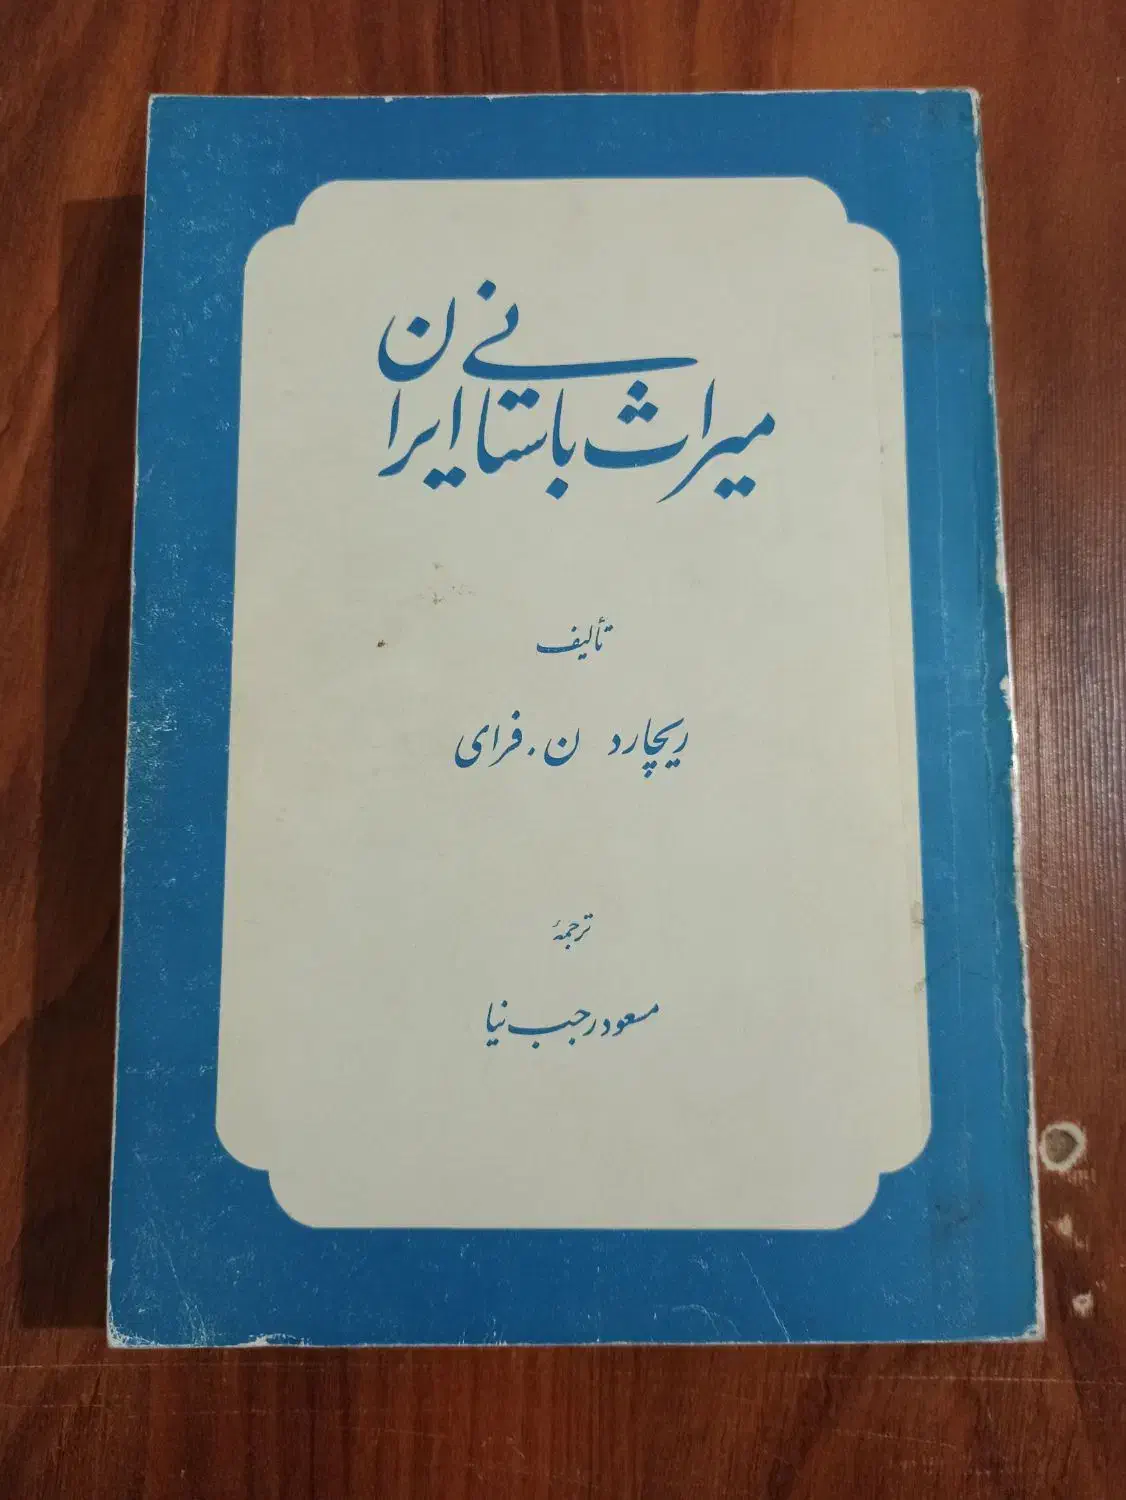 میراث باستانی ایران
تألیف
ریچارد ن. فرای
ترجمهٔ
مسعود رجب نیا